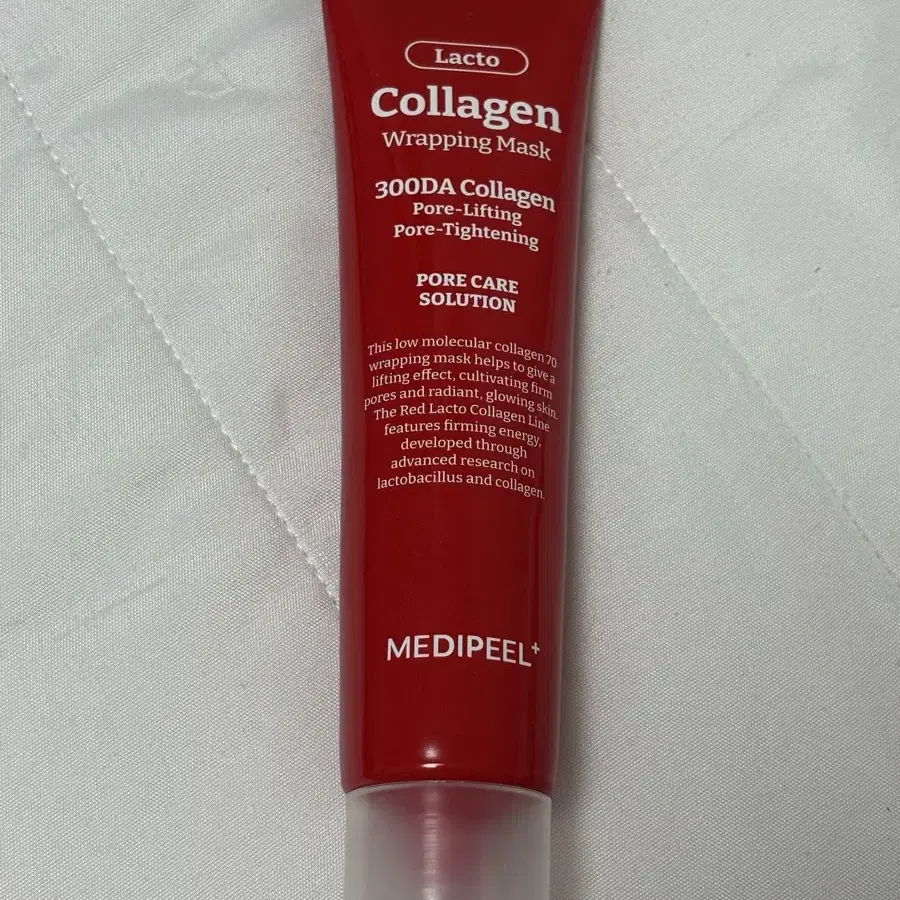 Lacto
Collagen
Wrapping Mask
300DA Collagen
Pore-Lifting
Pore-Tightening
PORE CARE
SOLUTION
This low molecular collagen 70
wrapping mask helps to give a
lifting effect, cultivating firm
pores and radiant, glowing skin.
The Red Lacto Collagen Line
features firming energy,
developed through
advanced research on
lactobacillus and collagen.
MEDIPEEL+